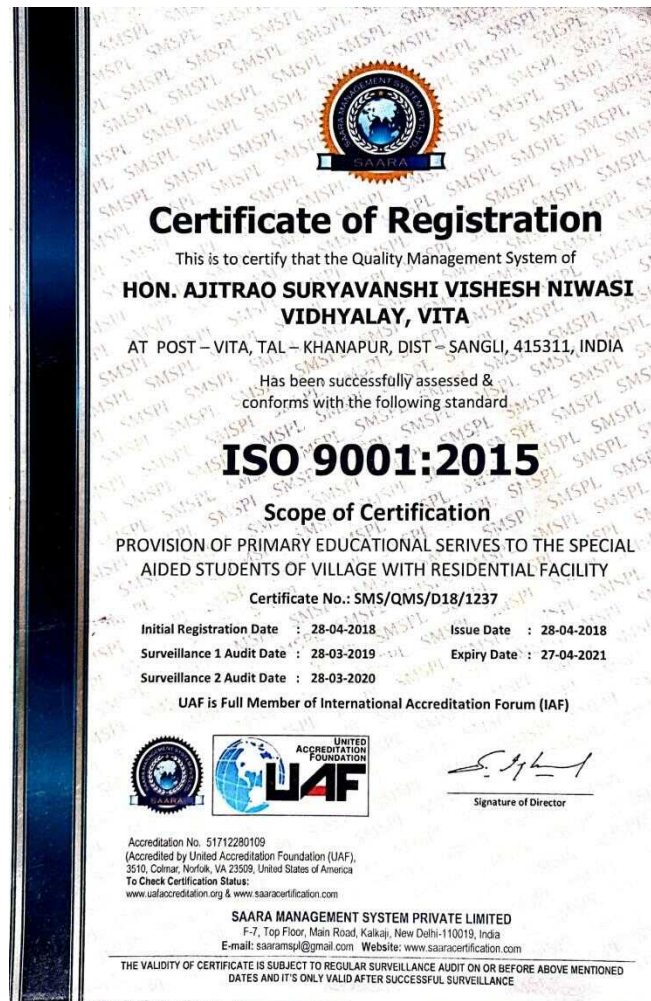 SAARA MANAGEMENT SYSTEM PVT. LTD.
SAARA
Certificate of Registration
This is to certify that the Quality Management System of
HON. AJITRAO SURYAVANSHI VISHESH NIWASI
VIDHYALAY, VITA
AT POST – VITA, TAL – KHANAPUR, DIST – SANGLI, 415311, INDIA
Has been successfully assessed &
conforms with the following standard
ISO 9001:2015
Scope of Certification
PROVISION OF PRIMARY EDUCATIONAL SERIVES TO THE SPECIAL
AIDED STUDENTS OF VILLAGE WITH RESIDENTIAL FACILITY
Certificate No.: SMS/QMS/D18/1237
Initial Registration Date : 28-04-2018 Issue Date : 28-04-2018
Surveillance 1 Audit Date : 28-03-2019 Expiry Date : 27-04-2021
Surveillance 2 Audit Date : 28-03-2020
UAF is Full Member of International Accreditation Forum (IAF)
SAARA
UNITED
ACCREDITATION
FOUNDATION
UAF
Signature of Director
Accreditation No. 51712280109
(Accredited by United Accreditation Foundation (UAF),
3510, Colmar, Norfolk, VA 23509, United States of America
To Check Certification Status:
www.uafaccreditation.org & www.saaracertification.com
SAARA MANAGEMENT SYSTEM PRIVATE LIMITED
F-7, Top Floor, Main Road, Kalkaji, New Delhi-110019, India
E-mail: saaramspl@gmail.com Website: www.saaracertification.com
THE VALIDITY OF CERTIFICATE IS SUBJECT TO REGULAR SURVEILLANCE AUDIT ON OR BEFORE ABOVE MENTIONED
DATES AND IT'S ONLY VALID AFTER SUCCESSFUL SURVEILLANCE